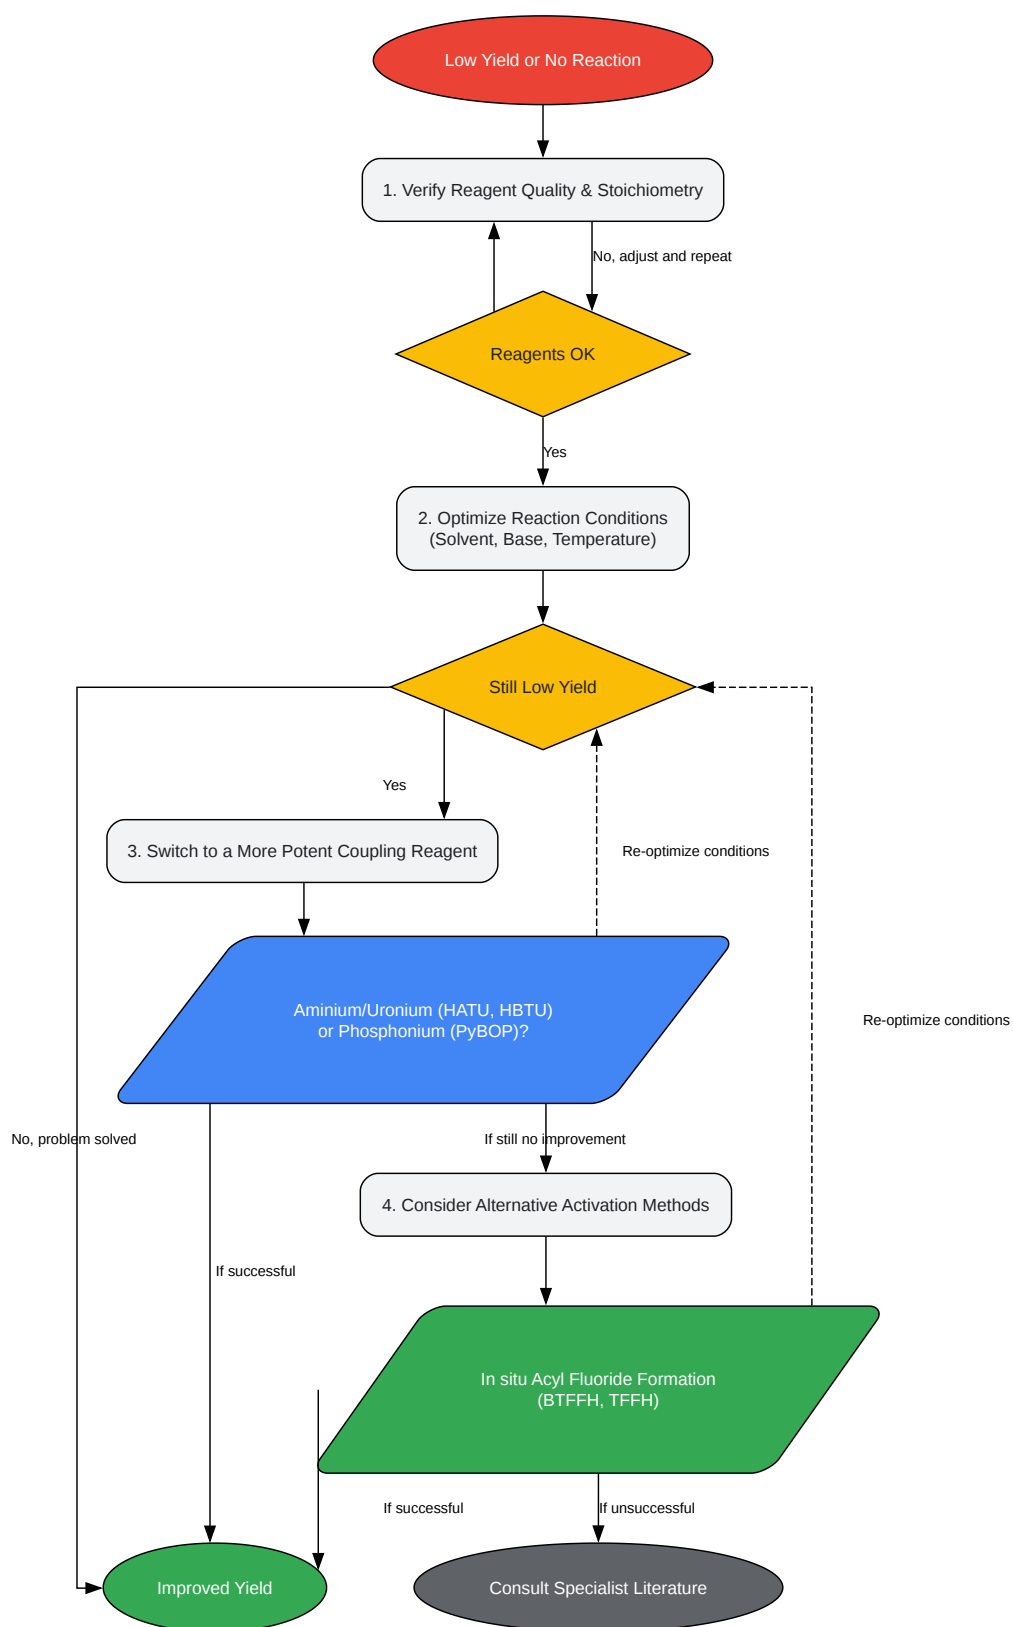 Low Yield or No Reaction
1. Verify Reagent Quality & Stoichiometry
No, adjust and repeat
Reagents OK
Yes
2. Optimize Reaction Conditions
(Solvent, Base, Temperature)
Still Low Yield
Yes
3. Switch to a More Potent Coupling Reagent
Re-optimize conditions
Aminium/Uronium (HATU, HBTU)
or Phosphonium (PyBOP)?
Re-optimize conditions
No, problem solved
If still no improvement
4. Consider Alternative Activation Methods
If successful
In situ Acyl Fluoride Formation
(BTFFH, TFFH)
If successful
If unsuccessful
Improved Yield
Consult Specialist Literature